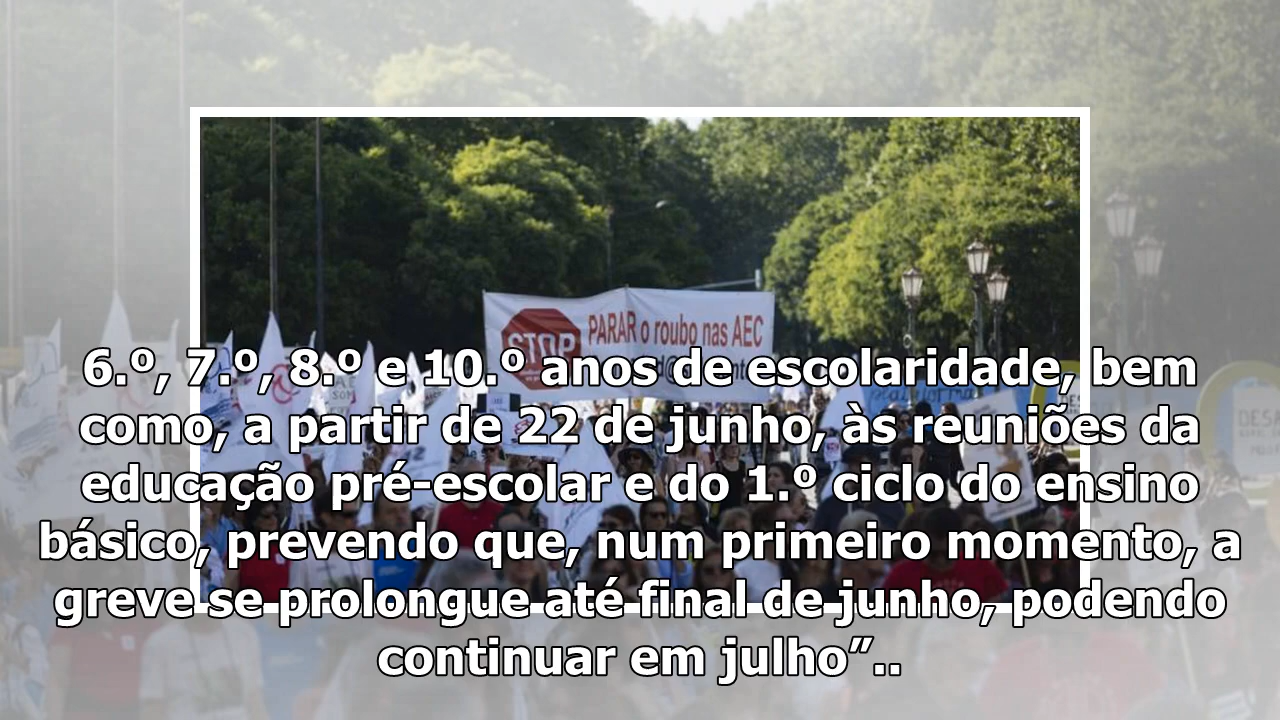 PARAR o roubo nas AEC
STOP
6.º, 7.º, 8.º e 10.º anos de escolaridade, bem
como, a partir de 22 de junho, às reuniões da
educação pré-escolar e do 1.º ciclo do ensino
básico, prevendo que, num primeiro momento, a
greve se prolongue até final de junho, podendo
continuar em julho”..